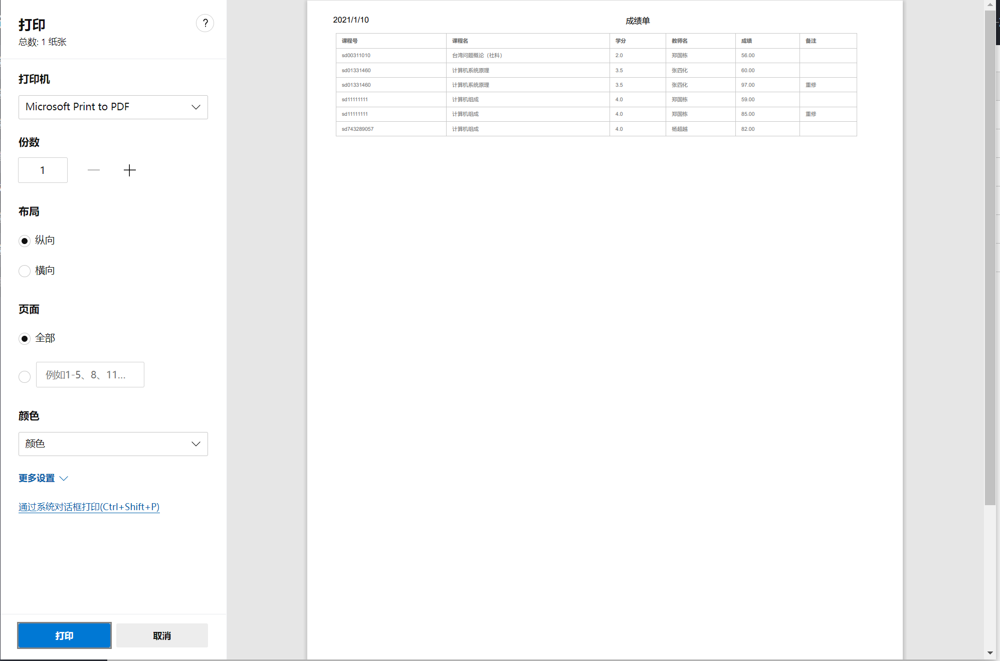 打印
?
总数: 1 纸张
打印机
Microsoft Print to PDF
份数
1
布局
纵向
横向
页面
全部
例如1-5、8、11...
颜色
颜色
更多设置
通过系统对话框打印(Ctrl+Shift+P)
打印 取消
2021/1/10 成绩单
课程号 课程名 学分 教师名 成绩 备注
sd00311010 台湾问题概论（社科） 2.0 郑国栋 56.00
sd01331460 计算机系统原理 3.5 张四化 60.00
sd01331460 计算机系统原理 3.5 张四化 97.00 重修
sd11111111 计算机组成 4.0 郑国栋 59.00
sd11111111 计算机组成 4.0 郑国栋 85.00 重修
sd743289057 计算机组成 4.0 杨超越 82.00